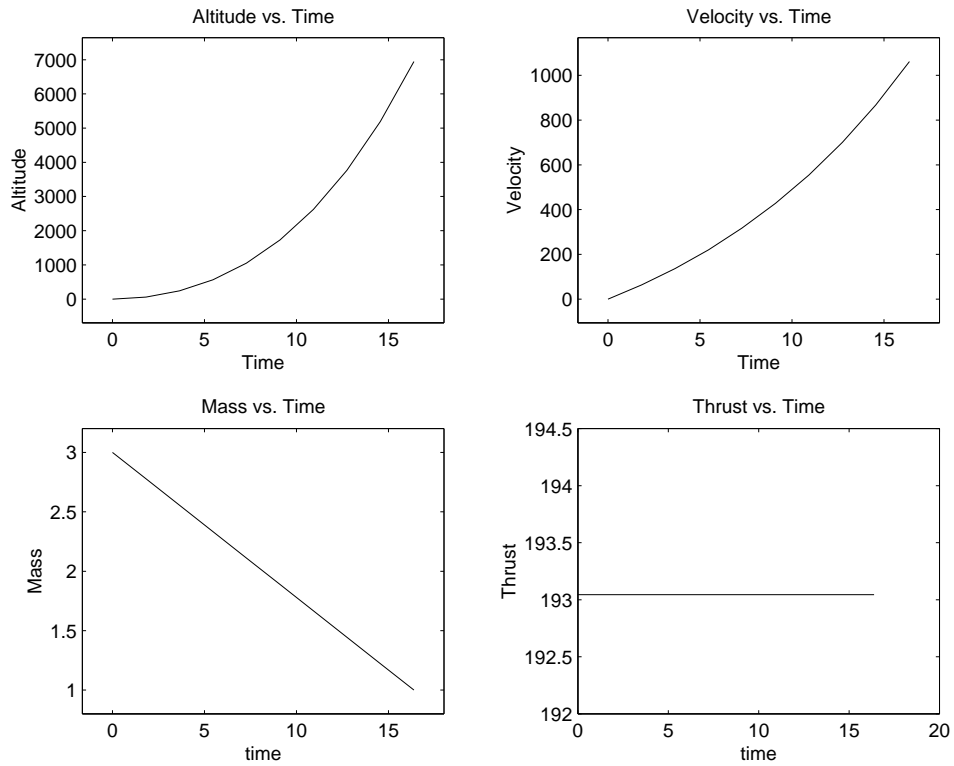 Altitude vs. Time
7000
6000
5000
4000
3000
2000
1000
0
Altitude
0 5 10 15
Time
Velocity vs. Time
1000
800
600
400
200
0
Velocity
0 5 10 15
Time
Mass vs. Time
3
2.5
2
1.5
1
Mass
0 5 10 15
time
Thrust vs. Time
194.5
194
193.5
193
192.5
192
Thrust
0 5 10 15 20
time